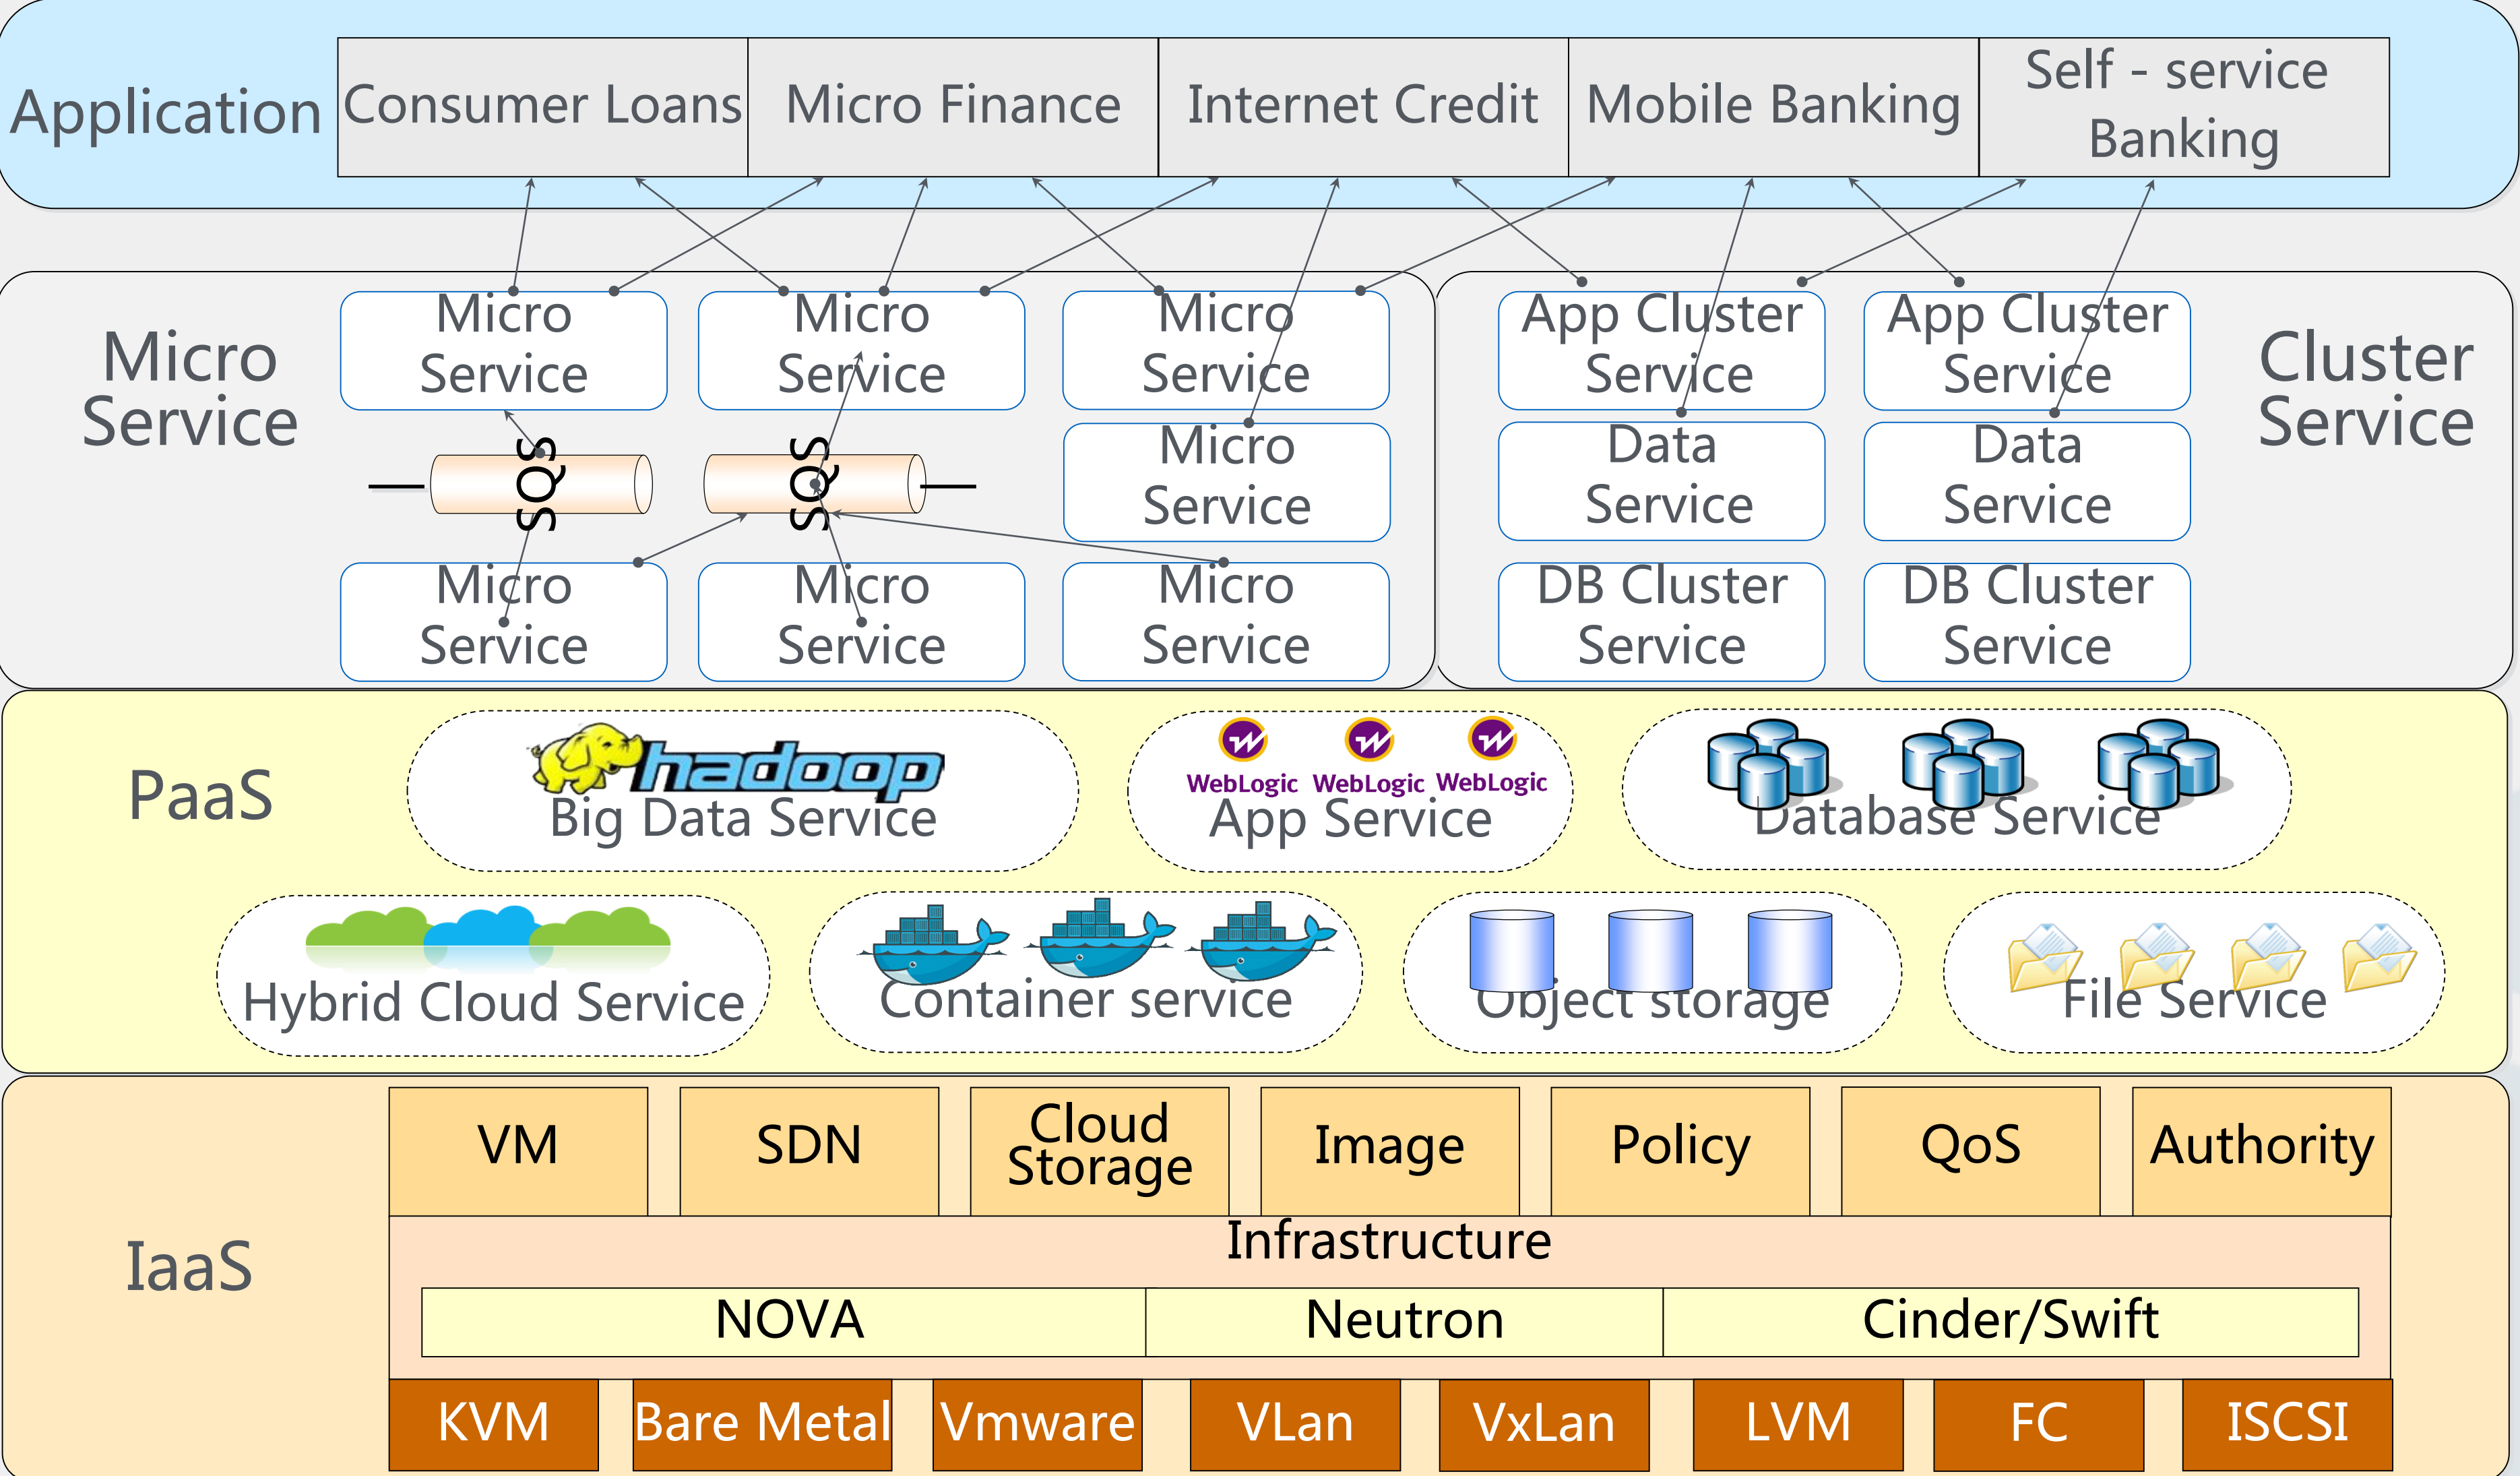 Application
Consumer Loans
Micro Finance
Internet Credit
Mobile Banking
Self - service
Banking
Micro
Service
Micro
Service
Micro
Service
Micro
Service
App Cluster
Service
App Cluster
Service
Cluster
Service
SQS
SQS
Micro
Service
Data
Service
Data
Service
Micro
Service
Micro
Service
Micro
Service
DB Cluster
Service
DB Cluster
Service
PaaS
hadoop
Big Data Service
WebLogic
WebLogic
WebLogic
App Service
Database Service
Hybrid Cloud Service
Container service
Object storage
File Service
IaaS
VM
SDN
Cloud
Storage
Image
Policy
QoS
Authority
Infrastructure
NOVA
Neutron
Cinder/Swift
KVM
Bare Metal
Vmware
VLan
VxLan
LVM
FC
ISCSI